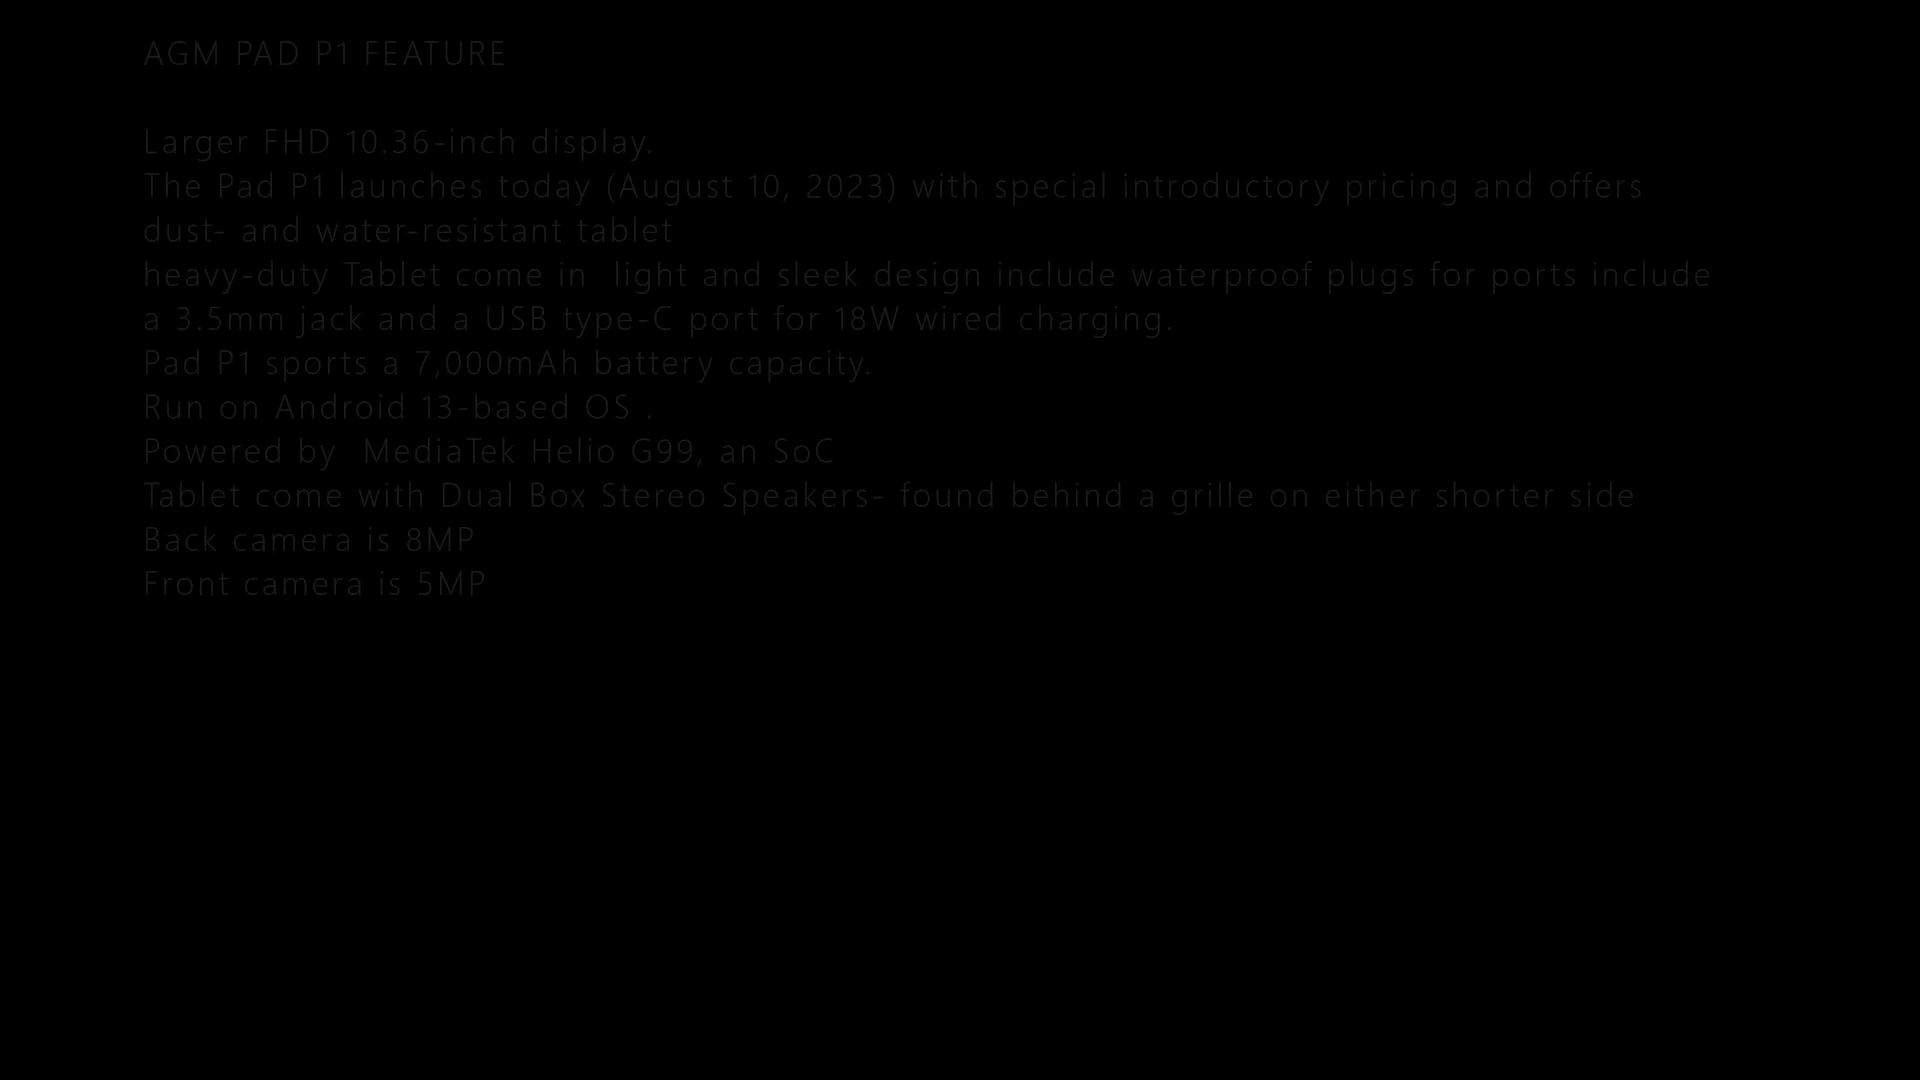 AGM PAD P1 FEATURE
Larger FHD 10.36-inch display.
The Pad P1 launches today (August 10, 2023) with special introductory pricing and offers
dust- and water-resistant tablet
heavy-duty Tablet come in  light and sleek design include waterproof plugs for ports include
a 3.5mm jack and a USB type-C port for 18W wired charging.
Pad P1 sports a 7,000mAh battery capacity.
Run on Android 13-based OS .
Powered by  MediaTek Helio G99, an SoC
Tablet come with Dual Box Stereo Speakers- found behind a grille on either shorter side
Back camera is 8MP
Front camera is 5MP